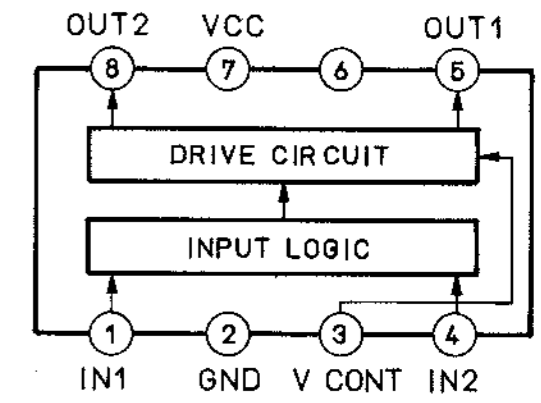 OUT2 VCC OUT1
8 7 6 5
DRIVE CIRCUIT
INPUT LOGIC
1 2 3 4
IN1 GND V CONT IN2